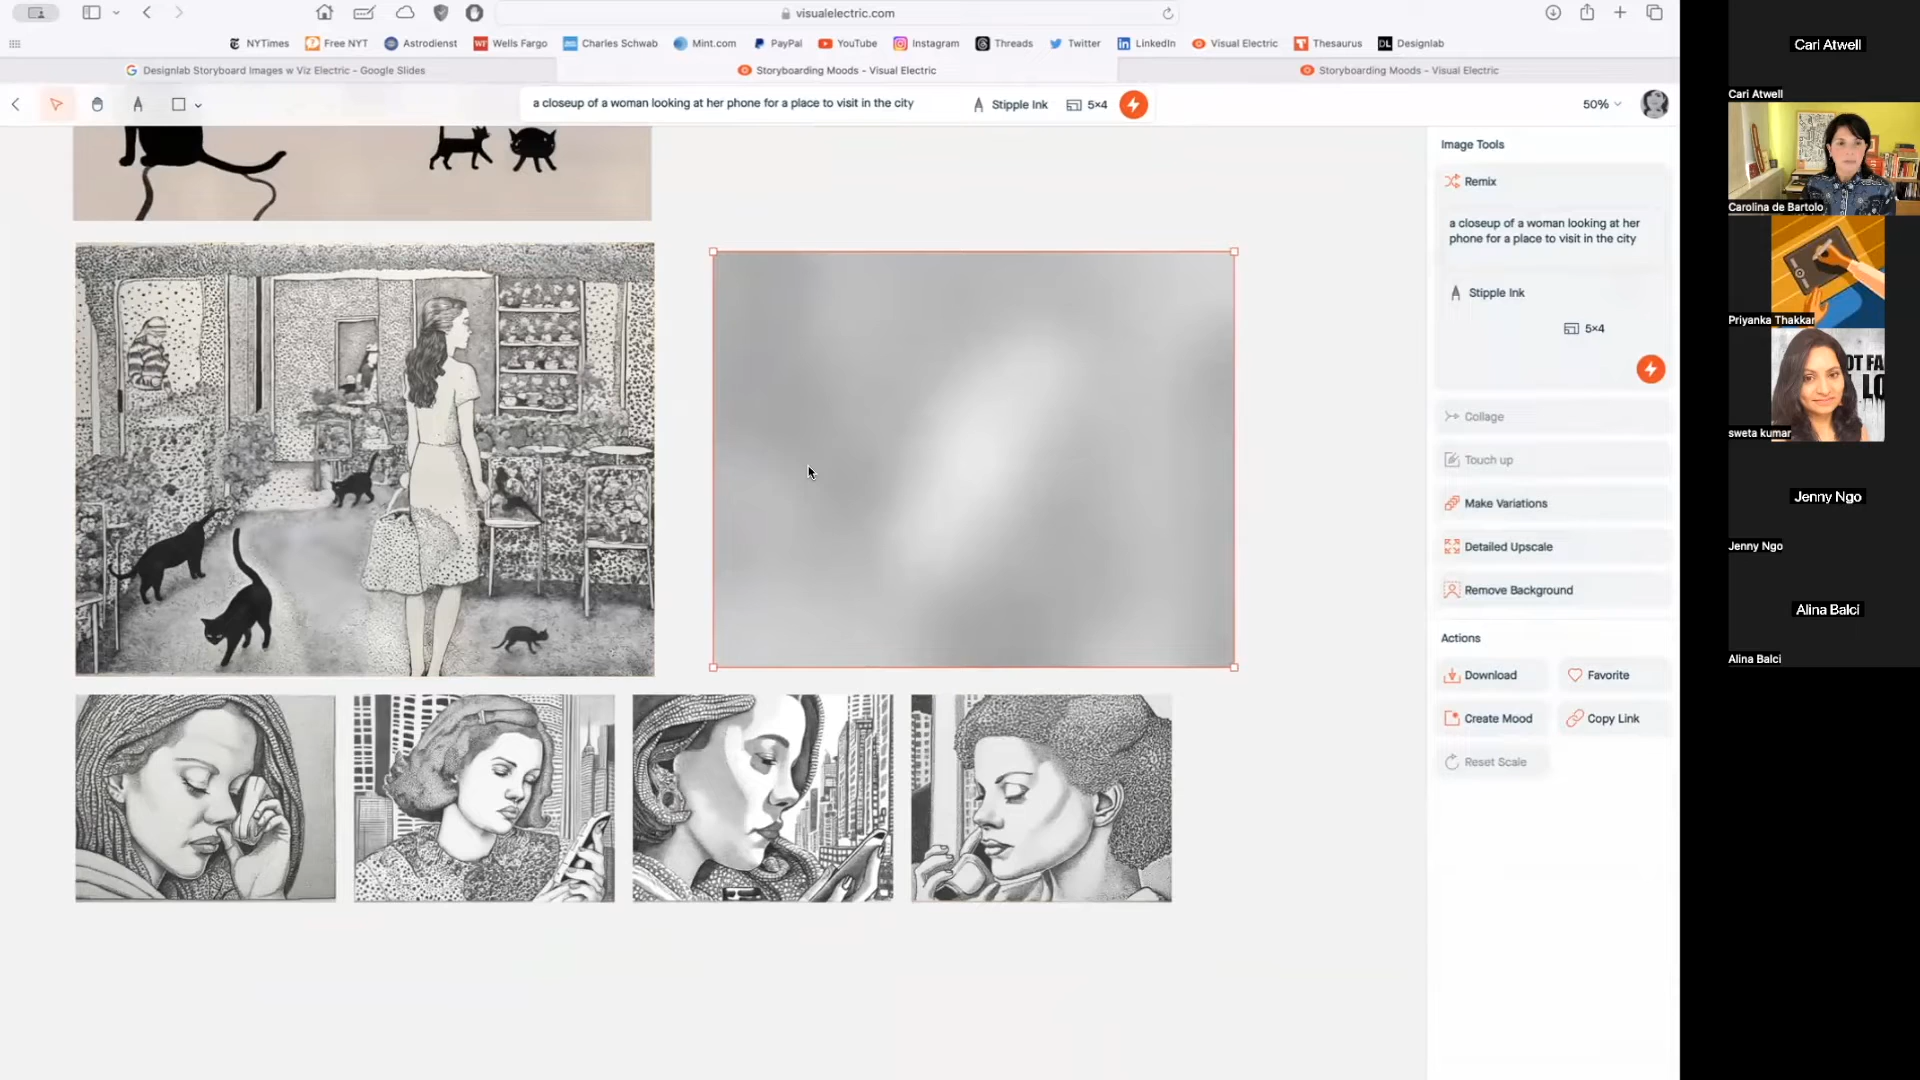 visualelectric.com
NYTimes
Free NYT
Astrodienst
Wells Fargo
Charles Schwab
Mint.com
PayPal
YouTube
Instagram
Threads
Twitter
LinkedIn
Visual Electric
Thesaurus
DL Designlab
Designlab Storyboard Images w Viz Electric - Google Slides
Storyboarding Moods - Visual Electric
Storyboarding Moods - Visual Electric
a closeup of a woman looking at her phone for a place to visit in the city
Stipple Ink
5×4
50%
Image Tools
Remix
a closeup of a woman looking at her
phone for a place to visit in the city
Stipple Ink
5×4
Collage
Touch up
Make Variations
Detailed Upscale
Remove Background
Actions
Download
Favorite
Create Mood
Copy Link
Reset Scale
Cari Atwell
Cari Atwell
Carolina de Bartolo
Priyanka Thakkar
OT FA
LO
sweta kumar
Jenny Ngo
Jenny Ngo
Alina Balci
Alina Balci